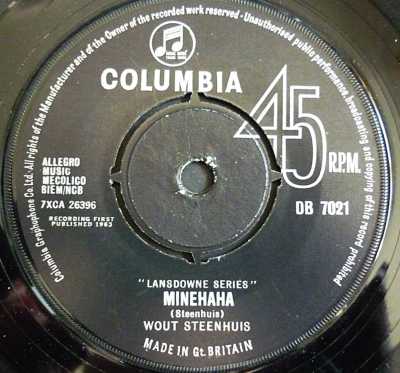 Columbia Graphophone Co. Ltd. All rights of the Manufacturer and of the Owner of the recorded work reserved - Unauthorised public performance, broadcasting and copying of this record prohibited
COLUMBIA
45
R.P.M.
ALLEGRO
MUSIC
MECOLICO
BIEM/NCB
7XCA 26396
DB 7021
RECORDING FIRST
PUBLISHED 1963
"LANSDOWNE SERIES"
MINEHAHA
(Steenhuis)
WOUT STEENHUIS
MADE IN Gt. BRITAIN